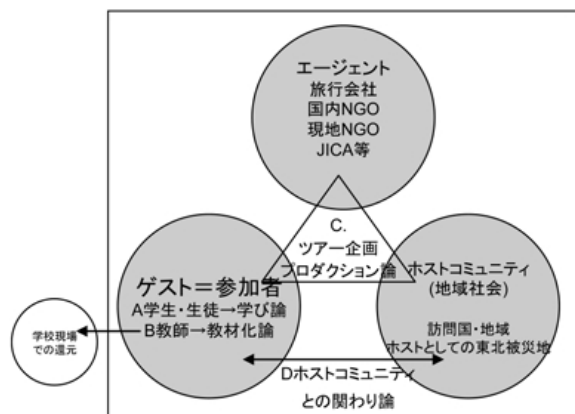 エージェント
旅行会社
国内NGO
現地NGO
JICA等
C.
ツアー企画
プロダクション論
ゲスト＝参加者
A学生・生徒→学び論
B教師→教材化論
ホストコミュニティ
(地域社会)
訪問国・地域
ホストとしての東北被災地
学校現場
での還元
Dホストコミュニティ
との関わり論